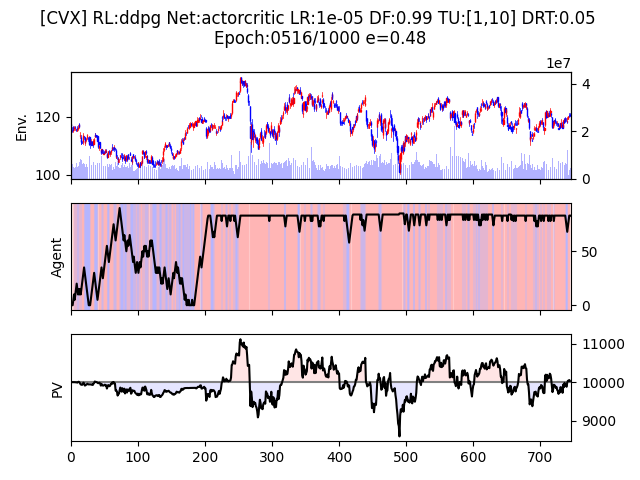 [CVX] RL:ddpg Net:actorcritic LR:1e-05 DF:0.99 TU:[1,10] DRT:0.05
Epoch:0516/1000 e=0.48
1e7
Env.
120
100
4
2
0
Agent
50
0
PV
11000
10000
9000
0 100 200 300 400 500 600 700